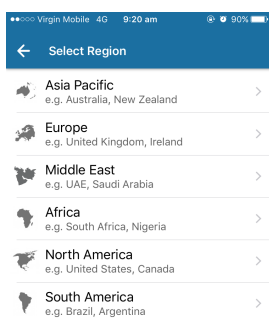 Virgin Mobile 4G 9:20 am 90%
Select Region
Asia Pacific
e.g. Australia, New Zealand
Europe
e.g. United Kingdom, Ireland
Middle East
e.g. UAE, Saudi Arabia
Africa
e.g. South Africa, Nigeria
North America
e.g. United States, Canada
South America
e.g. Brazil, Argentina